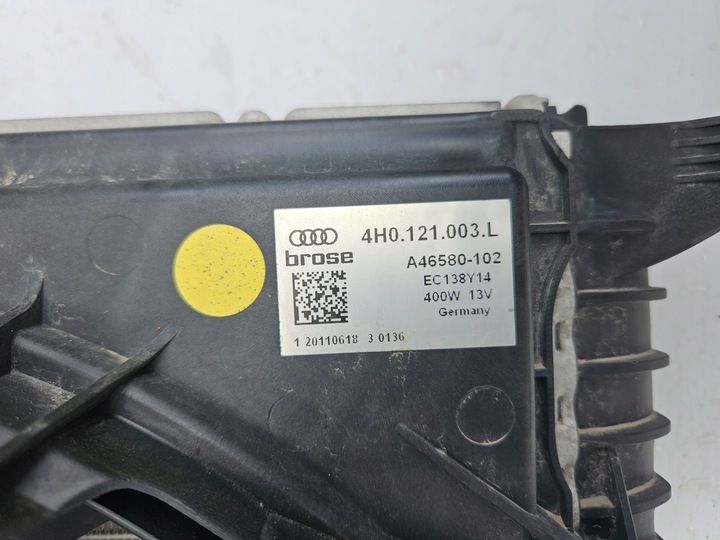 4H0.121.003.L
brose
A46580-102
EC138Y14
400W 13V
Germany
1 20110618 3 0136